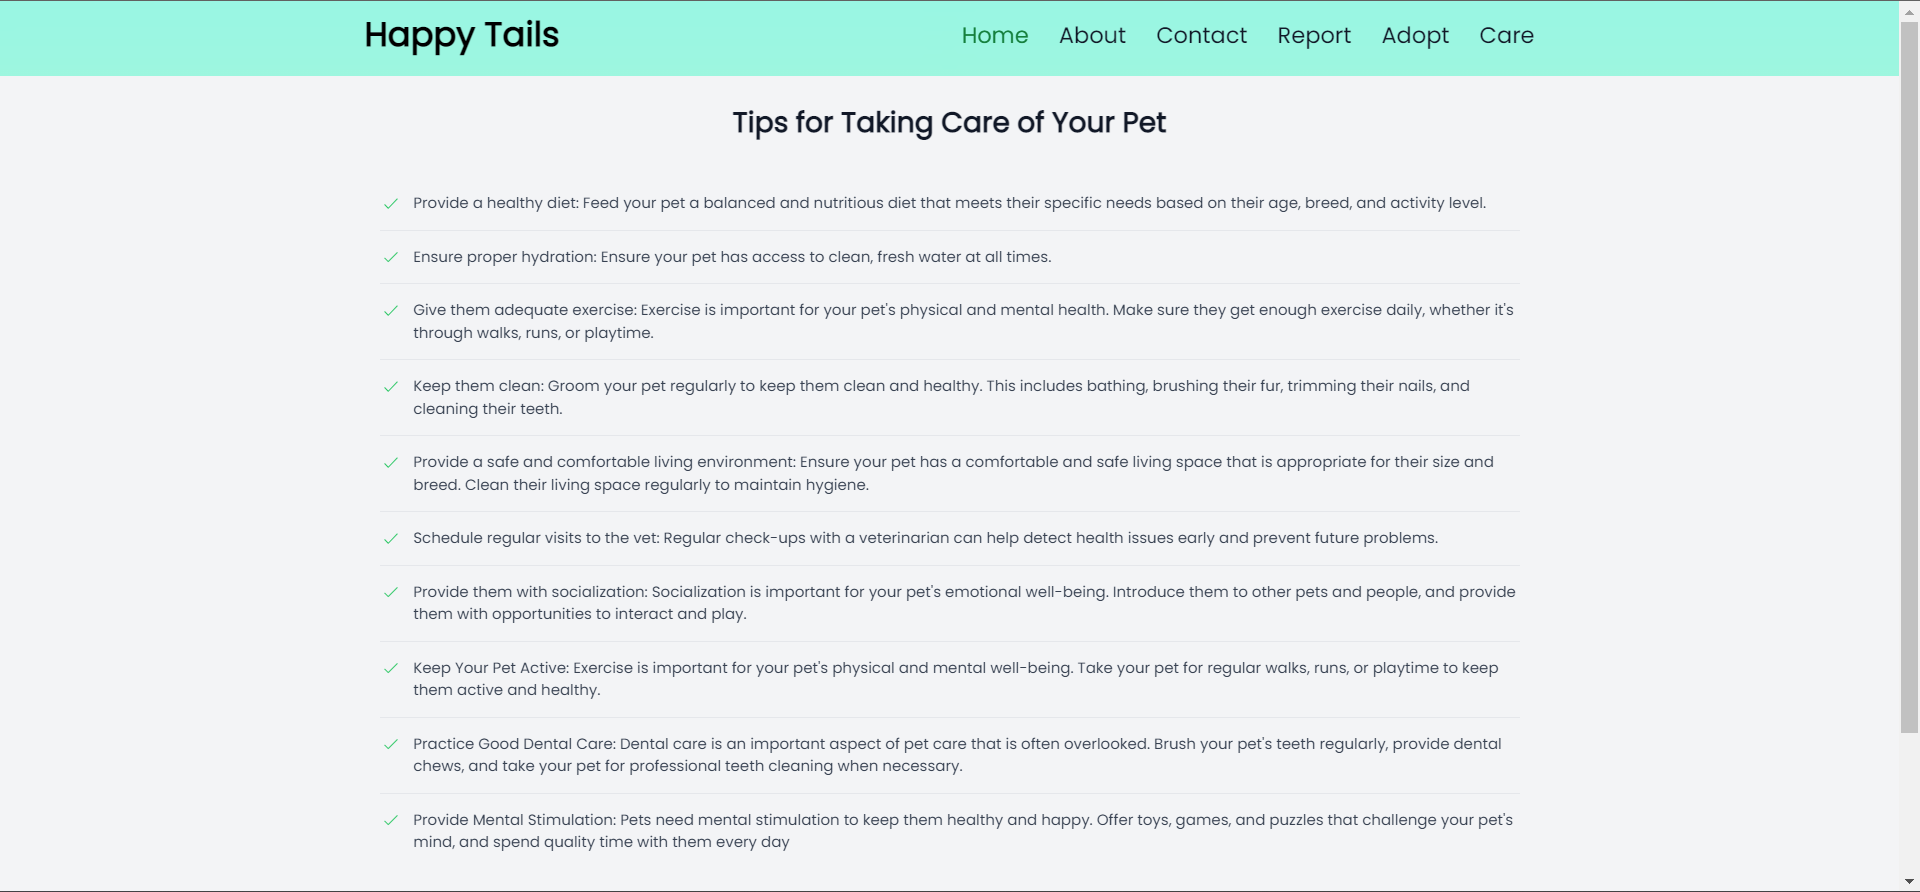 Happy Tails
Home About Contact Report Adopt Care
Tips for Taking Care of Your Pet
Provide a healthy diet: Feed your pet a balanced and nutritious diet that meets their specific needs based on their age, breed, and activity level.
Ensure proper hydration: Ensure your pet has access to clean, fresh water at all times.
Give them adequate exercise: Exercise is important for your pet's physical and mental health. Make sure they get enough exercise daily, whether it's
through walks, runs, or playtime.
Keep them clean: Groom your pet regularly to keep them clean and healthy. This includes bathing, brushing their fur, trimming their nails, and
cleaning their teeth.
Provide a safe and comfortable living environment: Ensure your pet has a comfortable and safe living space that is appropriate for their size and
breed. Clean their living space regularly to maintain hygiene.
Schedule regular visits to the vet: Regular check-ups with a veterinarian can help detect health issues early and prevent future problems.
Provide them with socialization: Socialization is important for your pet's emotional well-being. Introduce them to other pets and people, and provide
them with opportunities to interact and play.
Keep Your Pet Active: Exercise is important for your pet's physical and mental well-being. Take your pet for regular walks, runs, or playtime to keep
them active and healthy.
Practice Good Dental Care: Dental care is an important aspect of pet care that is often overlooked. Brush your pet's teeth regularly, provide dental
chews, and take your pet for professional teeth cleaning when necessary.
Provide Mental Stimulation: Pets need mental stimulation to keep them healthy and happy. Offer toys, games, and puzzles that challenge your pet's
mind, and spend quality time with them every day